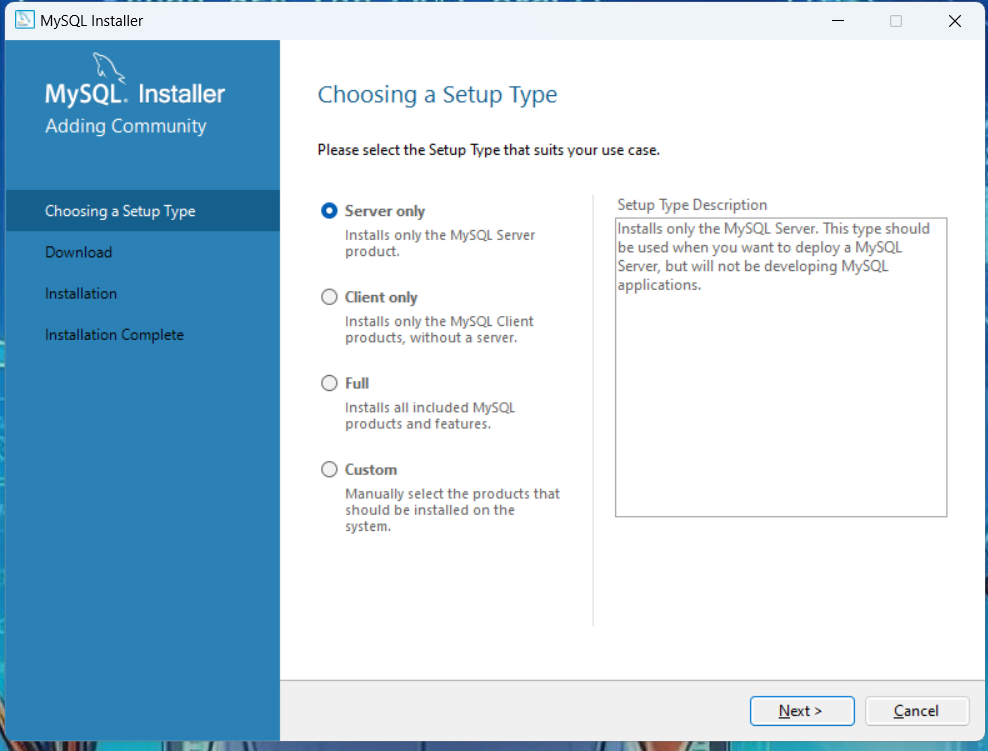 MySQL Installer
MySQL. Installer
Adding Community
Choosing a Setup Type
Download
Installation
Installation Complete
Choosing a Setup Type
Please select the Setup Type that suits your use case.
Server only
Installs only the MySQL Server
product.
Client only
Installs only the MySQL Client
products, without a server.
Full
Installs all included MySQL
products and features.
Custom
Manually select the products that
should be installed on the
system.
Setup Type Description
Installs only the MySQL Server. This type should
be used when you want to deploy a MySQL
Server, but will not be developing MySQL
applications.
Next >
Cancel